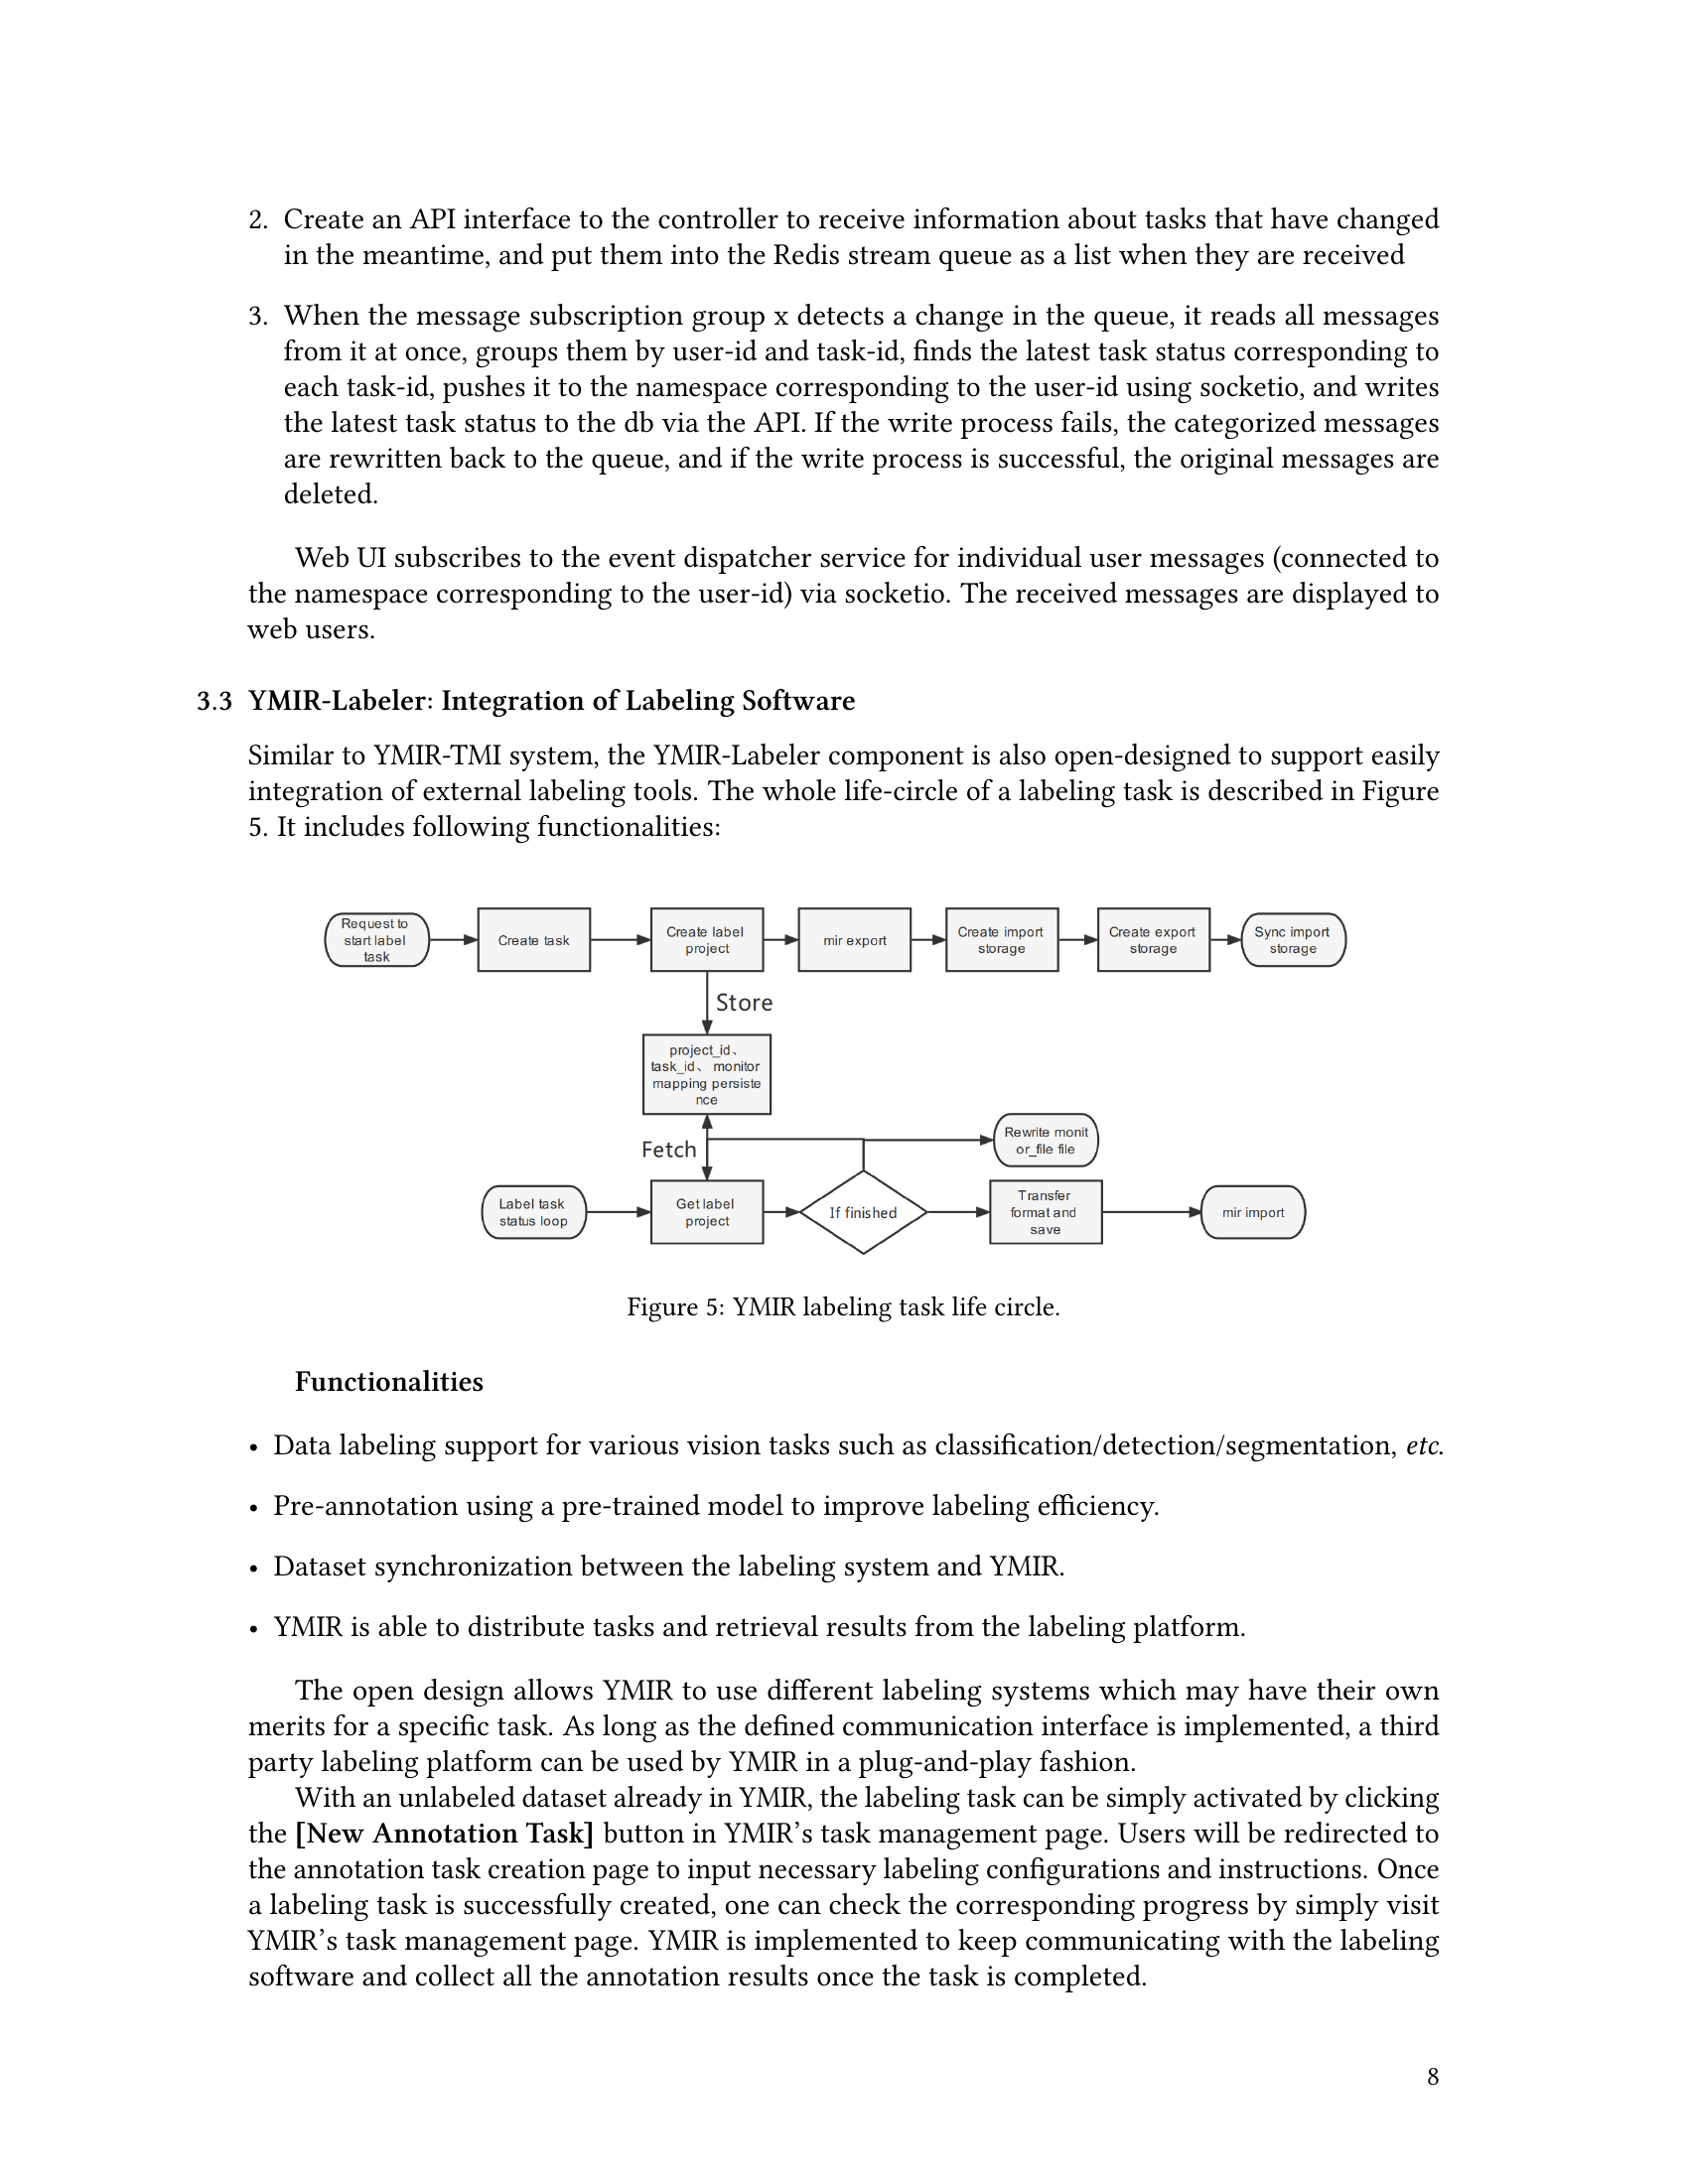 2. Create an API interface to the controller to receive information about tasks that have changed
in the meantime, and put them into the Redis stream queue as a list when they are received
3. When the message subscription group x detects a change in the queue, it reads all messages
from it at once, groups them by user-id and task-id, finds the latest task status corresponding to
each task-id, pushes it to the namespace corresponding to the user-id using socketio, and writes
the latest task status to the db via the API. If the write process fails, the categorized messages
are rewritten back to the queue, and if the write process is successful, the original messages are
deleted.
Web UI subscribes to the event dispatcher service for individual user messages (connected to
the namespace corresponding to the user-id) via socketio. The received messages are displayed to
web users.
3.3 YMIR-Labeler: Integration of Labeling Software
Similar to YMIR-TMI system, the YMIR-Labeler component is also open-designed to support easily
integration of external labeling tools. The whole life-circle of a labeling task is described in Figure
5. It includes following functionalities:
Request to
start label
task
Create task
Create label
project
mir export
Create import
storage
Create export
storage
Sync import
storage
Store
project_id、
task_id、 monitor
mapping persiste
nce
Fetch
Rewrite monit
or_file file
Label task
status loop
Get label
project
If finished
Transfer
format and
save
mir import
Figure 5: YMIR labeling task life circle.
Functionalities
• Data labeling support for various vision tasks such as classification/detection/segmentation, etc.
• Pre-annotation using a pre-trained model to improve labeling efficiency.
• Dataset synchronization between the labeling system and YMIR.
• YMIR is able to distribute tasks and retrieval results from the labeling platform.
The open design allows YMIR to use different labeling systems which may have their own
merits for a specific task. As long as the defined communication interface is implemented, a third
party labeling platform can be used by YMIR in a plug-and-play fashion.
With an unlabeled dataset already in YMIR, the labeling task can be simply activated by clicking
the [New Annotation Task] button in YMIR’s task management page. Users will be redirected to
the annotation task creation page to input necessary labeling configurations and instructions. Once
a labeling task is successfully created, one can check the corresponding progress by simply visit
YMIR’s task management page. YMIR is implemented to keep communicating with the labeling
software and collect all the annotation results once the task is completed.
8